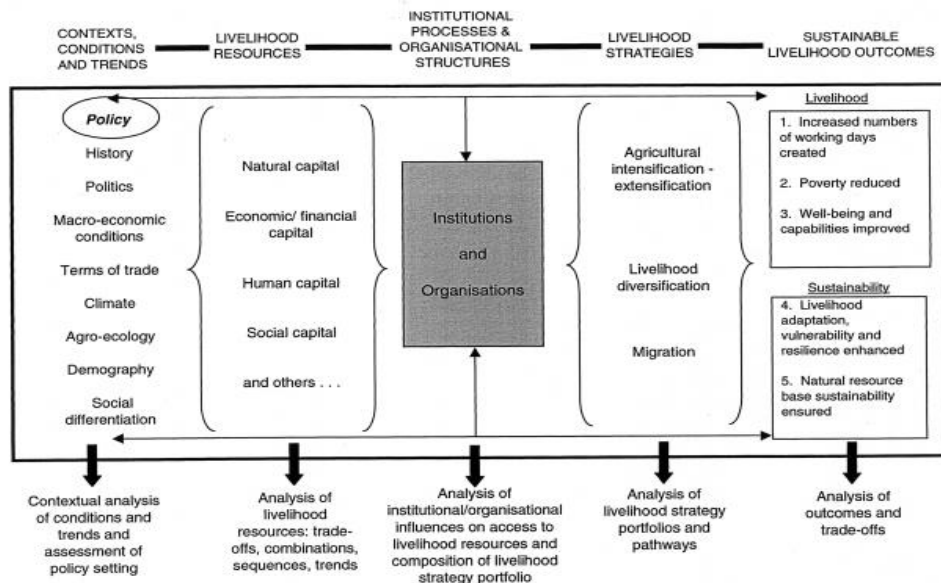 CONTEXTS,
CONDITIONS
AND TRENDS
LIVELIHOOD
RESOURCES
INSTITUTIONAL
PROCESSES &
ORGANISATIONAL
STRUCTURES
LIVELIHOOD
STRATEGIES
SUSTAINABLE
LIVELIHOOD OUTCOMES
Policy
History
Politics
Macro-economic
conditions
Terms of trade
Climate
Agro-ecology
Demography
Social
differentiation
Natural capital
Economic/ financial
capital
Human capital
Social capital
and others . . .
Institutions
and
Organisations
Agricultural
intensification -
extensification
Livelihood
diversification
Migration
Livelihood
1. Increased numbers
of working days
created
2. Poverty reduced
3. Well-being and
capabilities improved
Sustainability
4. Livelihood
adaptation,
vulnerability and
resilience enhanced
5. Natural resource
base sustainability
ensured
Contextual analysis
of conditions and
trends and
assessment of
policy setting
Analysis of
livelihood
resources: trade-
offs, combinations,
sequences, trends
Analysis of
institutional/organisational
influences on access to
livelihood resources and
composition of livelihood
strategy portfolio
Analysis of
livelihood strategy
portfolios and
pathways
Analysis of
outcomes and
trade-offs